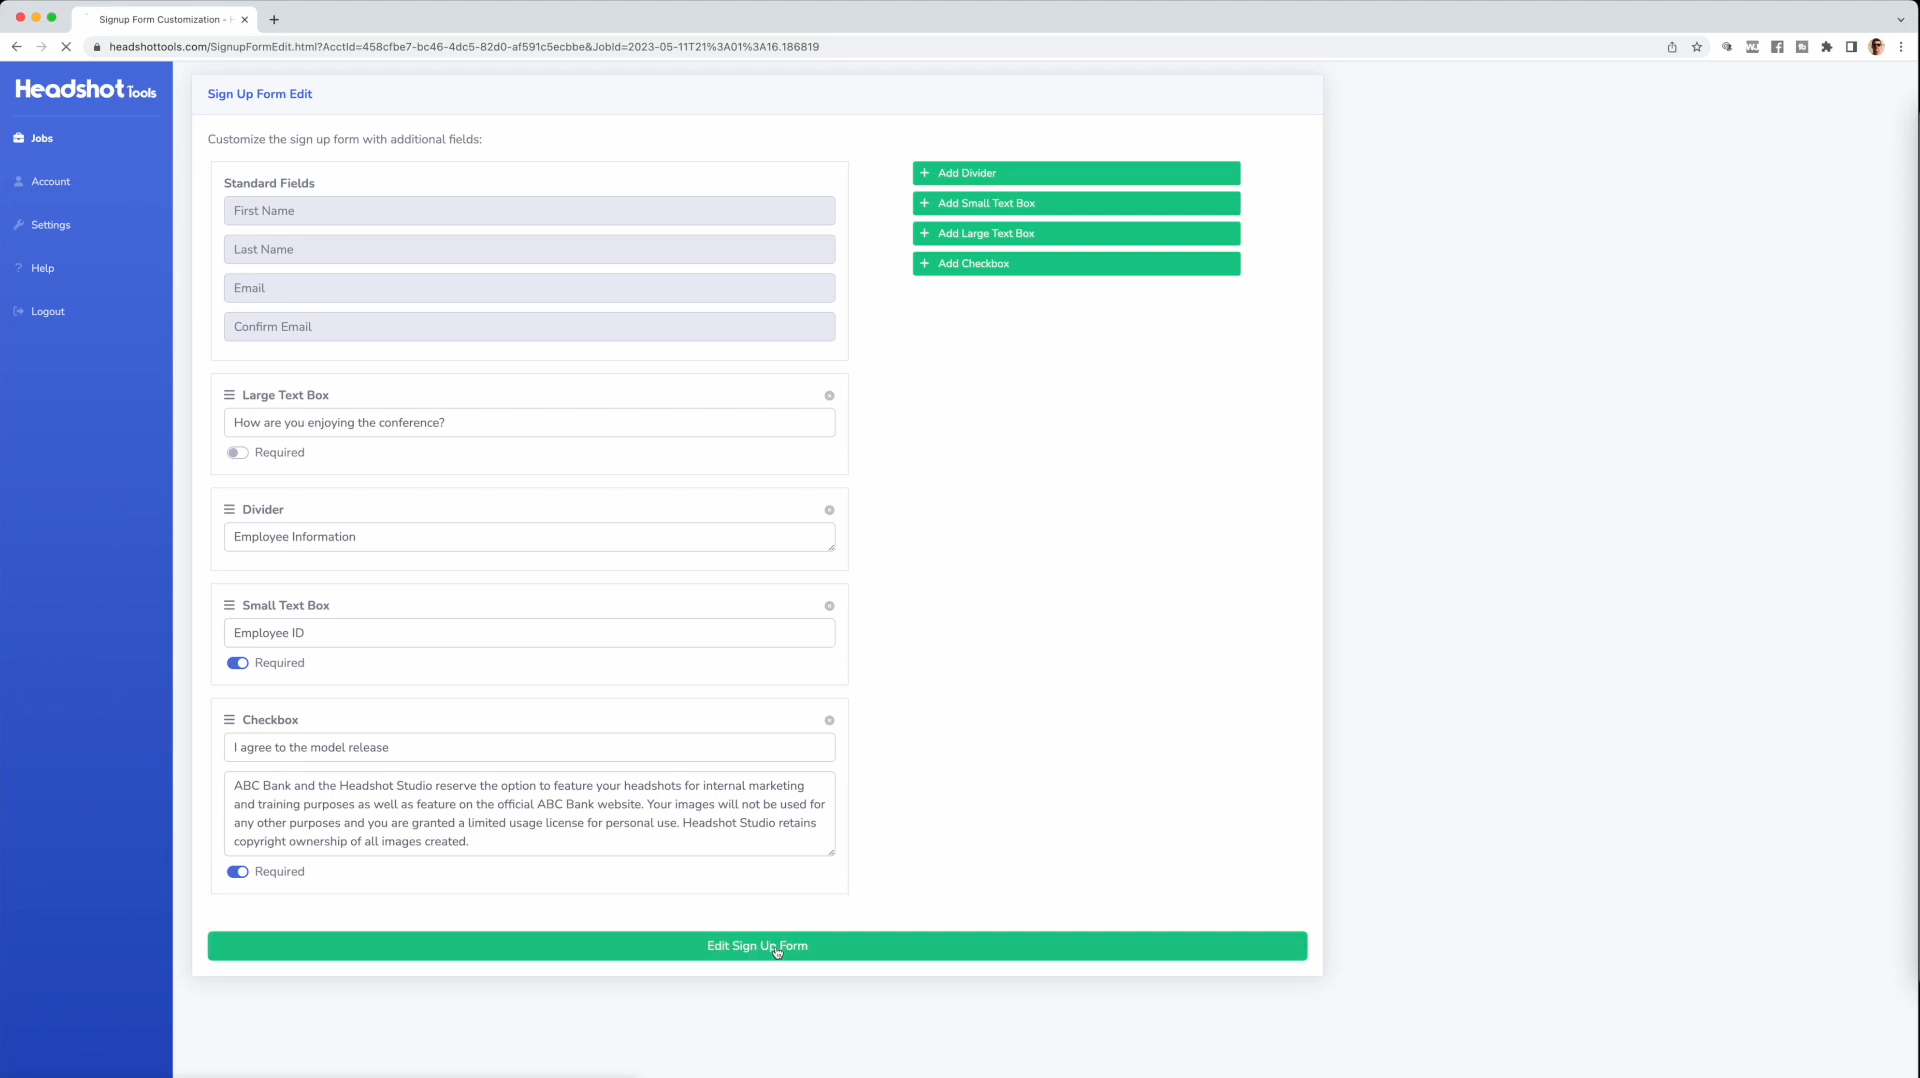 Signup Form Customization -
headshottools.com/SignupFormEdit.html?AcctId=458cfbe7-bc46-4dc5-82d0-af591c5ecbbe&JobId=2023-05-11T21%3A01%3A16.186819
Headshot Tools
Jobs
Account
Settings
Help
Logout
Sign Up Form Edit
Customize the sign up form with additional fields:
Standard Fields
First Name
Last Name
Email
Confirm Email
+ Add Divider
+ Add Small Text Box
+ Add Large Text Box
+ Add Checkbox
Large Text Box
How are you enjoying the conference?
Required
Divider
Employee Information
Small Text Box
Employee ID
Required
Checkbox
I agree to the model release
ABC Bank and the Headshot Studio reserve the option to feature your headshots for internal marketing
and training purposes as well as feature on the official ABC Bank website. Your images will not be used for
any other purposes and you are granted a limited usage license for personal use. Headshot Studio retains
copyright ownership of all images created.
Required
Edit Sign Up Form